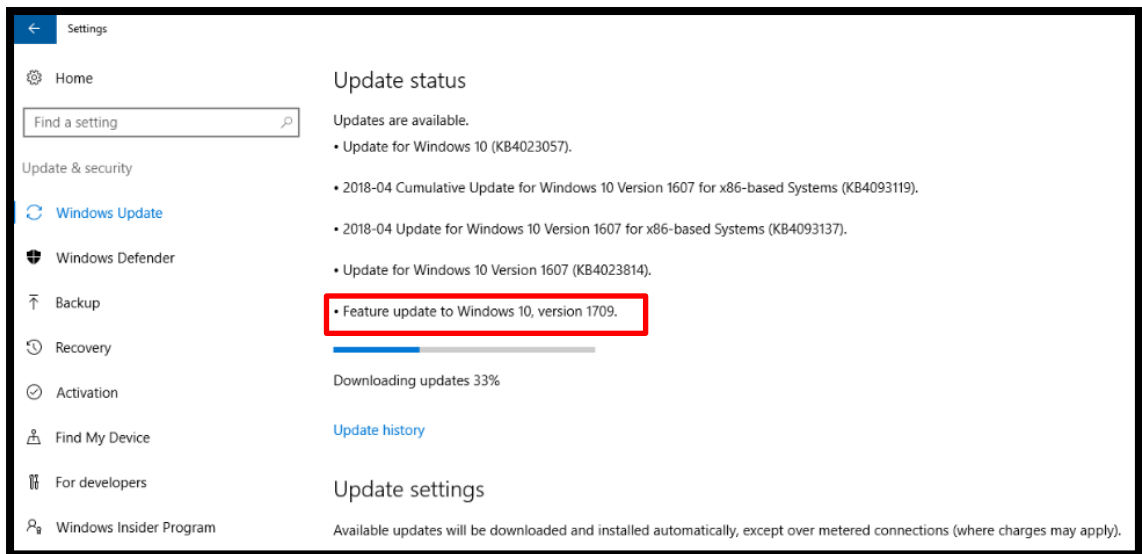 Settings
Home
Find a setting
Update & security
Windows Update
Windows Defender
Backup
Recovery
Activation
Find My Device
For developers
Windows Insider Program
Update status
Updates are available.
• Update for Windows 10 (KB4023057).
• 2018-04 Cumulative Update for Windows 10 Version 1607 for x86-based Systems (KB4093119).
• 2018-04 Update for Windows 10 Version 1607 for x86-based Systems (KB4093137).
• Update for Windows 10 Version 1607 (KB4023814).
• Feature update to Windows 10, version 1709.
Downloading updates 33%
Update history
Update settings
Available updates will be downloaded and installed automatically, except over metered connections (where charges may apply).